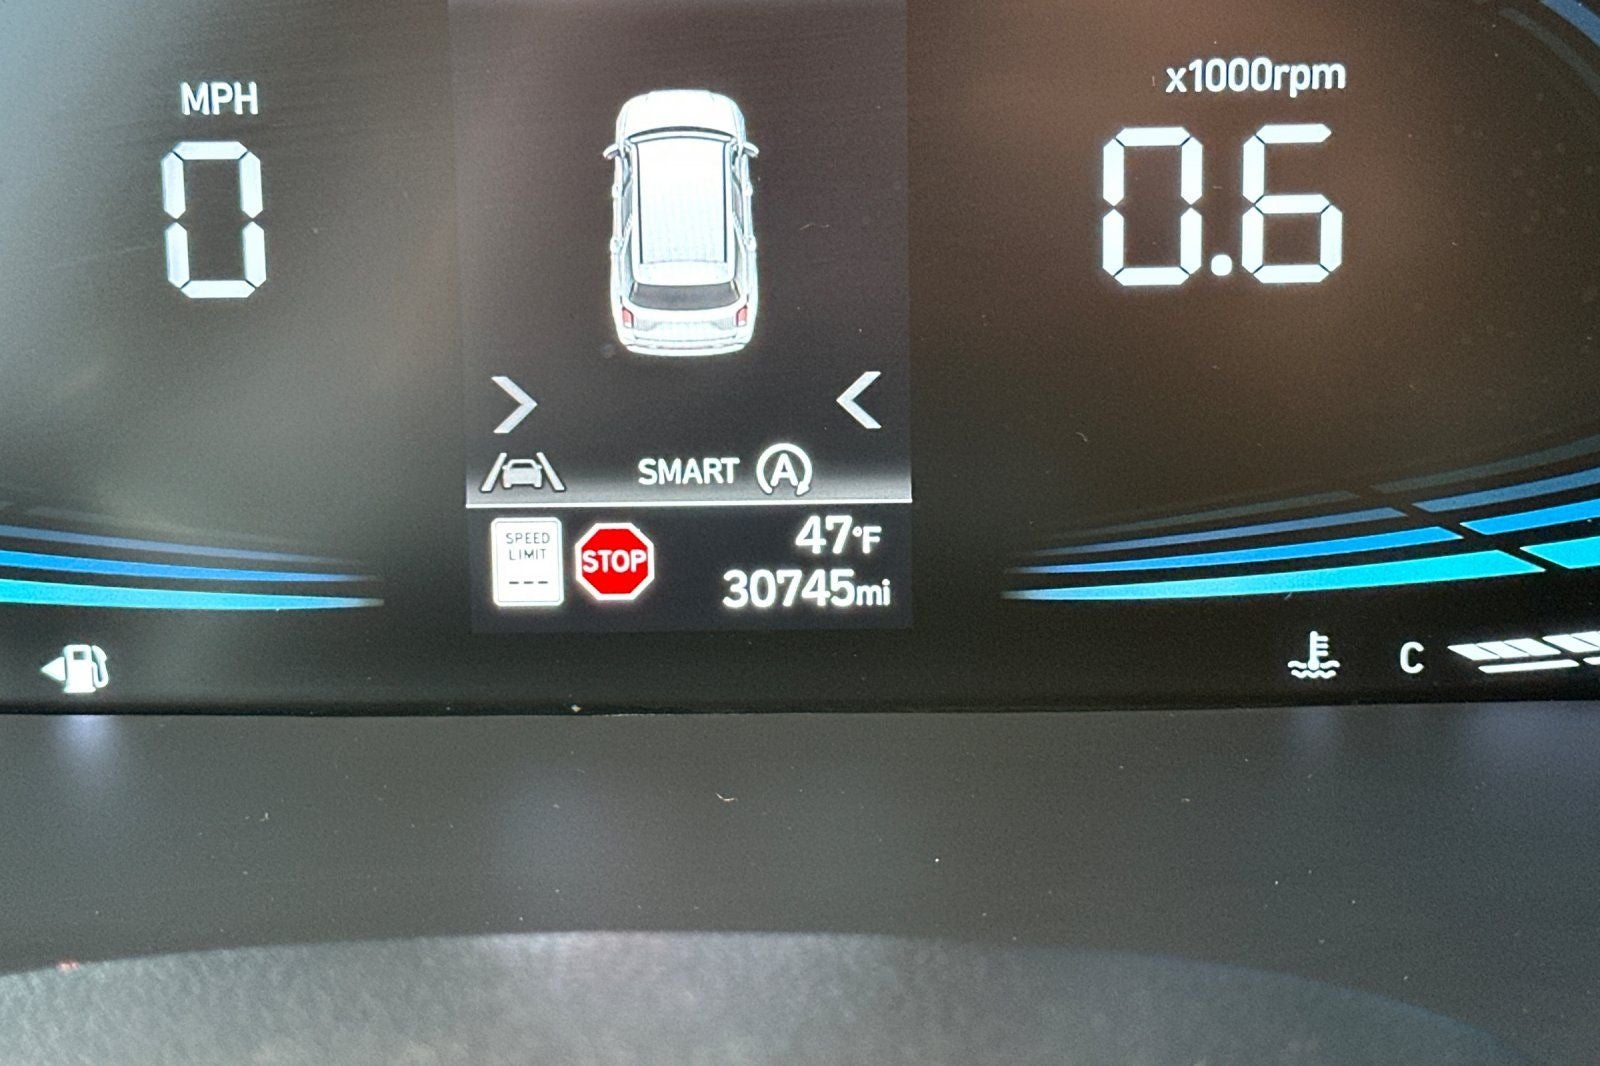 MPH
0
x1000rpm
0.6
SMART A
SPEED
LIMIT
---
STOP
47°F
30745mi
C